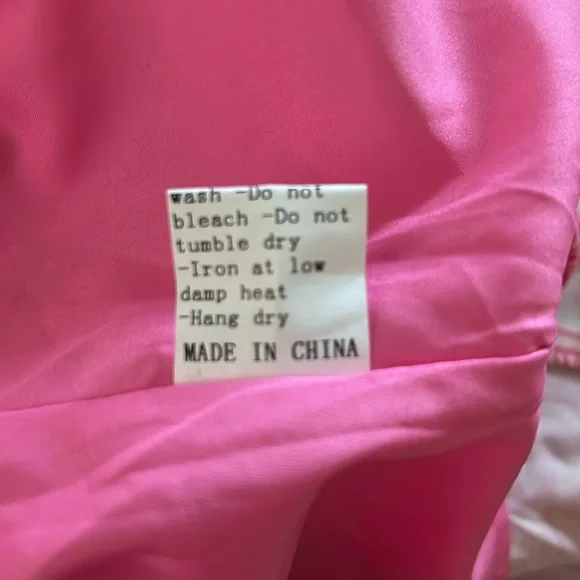 wash -Do not
bleach -Do not
tumble dry
-Iron at low
damp heat
-Hang dry
MADE IN CHINA